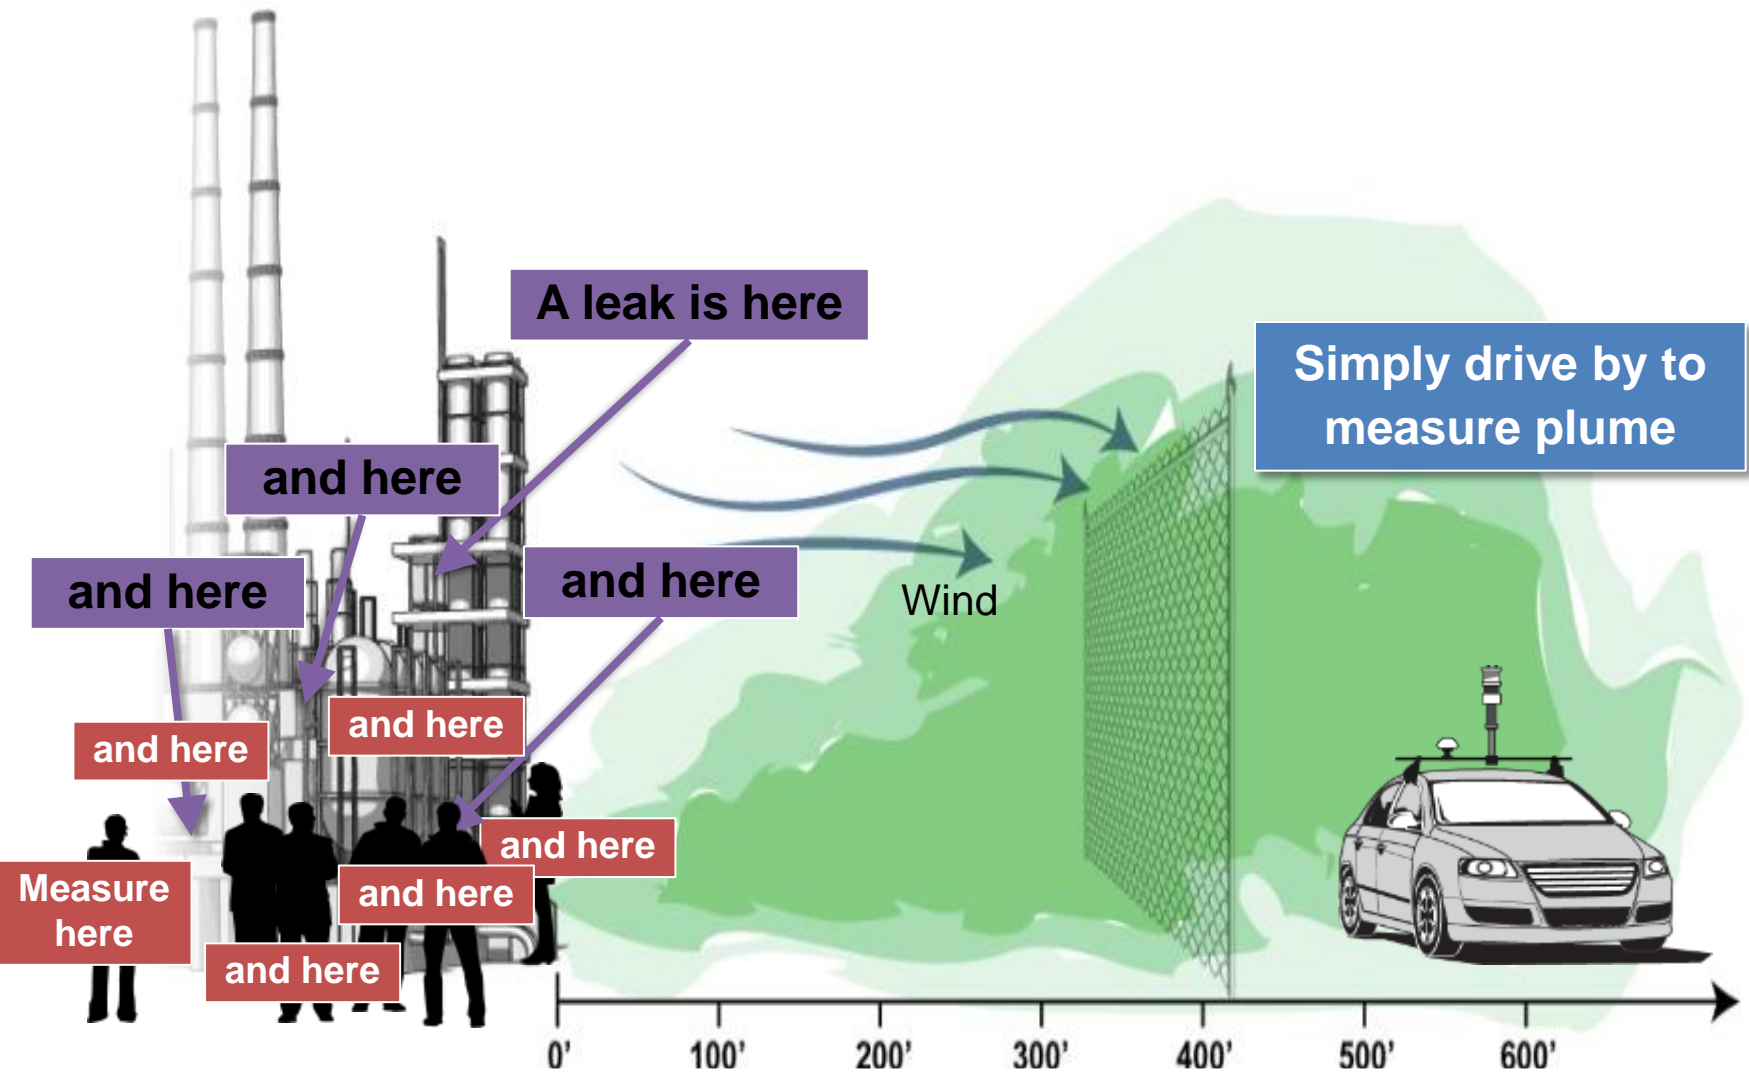 A leak is here
Simply drive by to
measure plume
and here
and here
and here
Wind
and here
and here
and here
Measure
here
and here
and here
0’
100’
200’
300’
400’
500’
600’